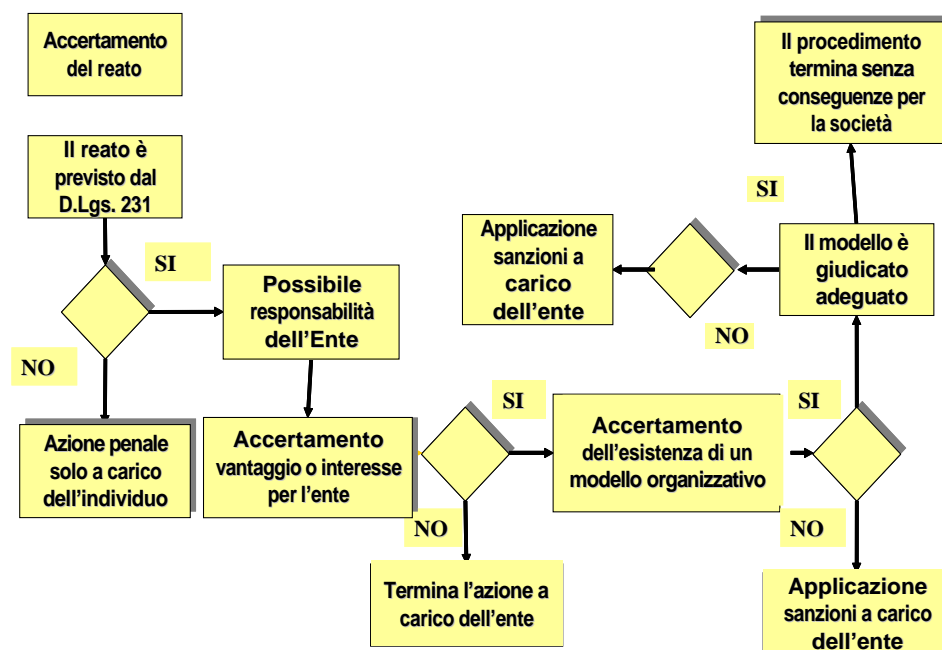 Accertamento
del reato
Il reato è
previsto dal
D.Lgs. 231
SI
NO
Azione penale
solo a carico
dell'individuo
Possibile
responsabilità
dell'Ente
Accertamento
vantaggio o interesse
per l'ente
SI
NO
Termina l'azione a
carico dell'ente
Accertamento
dell'esistenza di un
modello organizzativo
SI
NO
Applicazione
sanzioni a carico
dell'ente
Il modello è
giudicato
adeguato
SI
NO
Applicazione
sanzioni a
carico
dell'ente
Il procedimento
termina senza
conseguenze per
la società